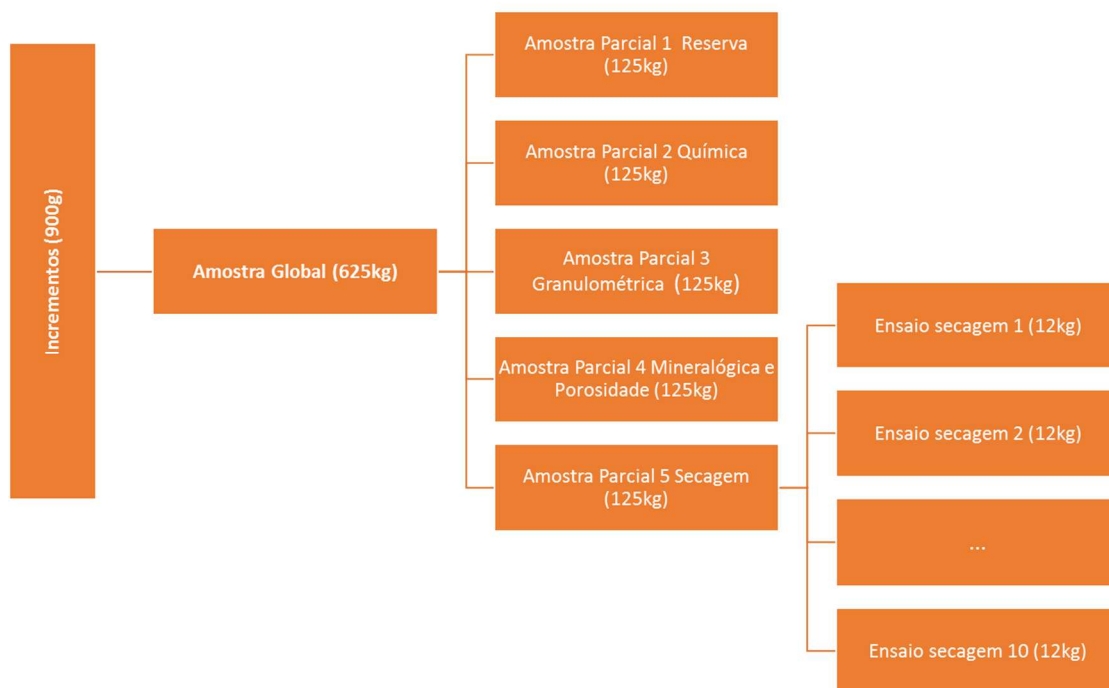 Incrementos (900g)
Amostra Global (625kg)
Amostra Parcial 1 Reserva
(125kg)
Amostra Parcial 2 Química
(125kg)
Amostra Parcial 3
Granulométrica (125kg)
Amostra Parcial 4 Mineralógica e
Porosidade (125kg)
Amostra Parcial 5 Secagem
(125kg)
Ensaio secagem 1 (12kg)
Ensaio secagem 2 (12kg)
...
Ensaio secagem 10 (12kg)